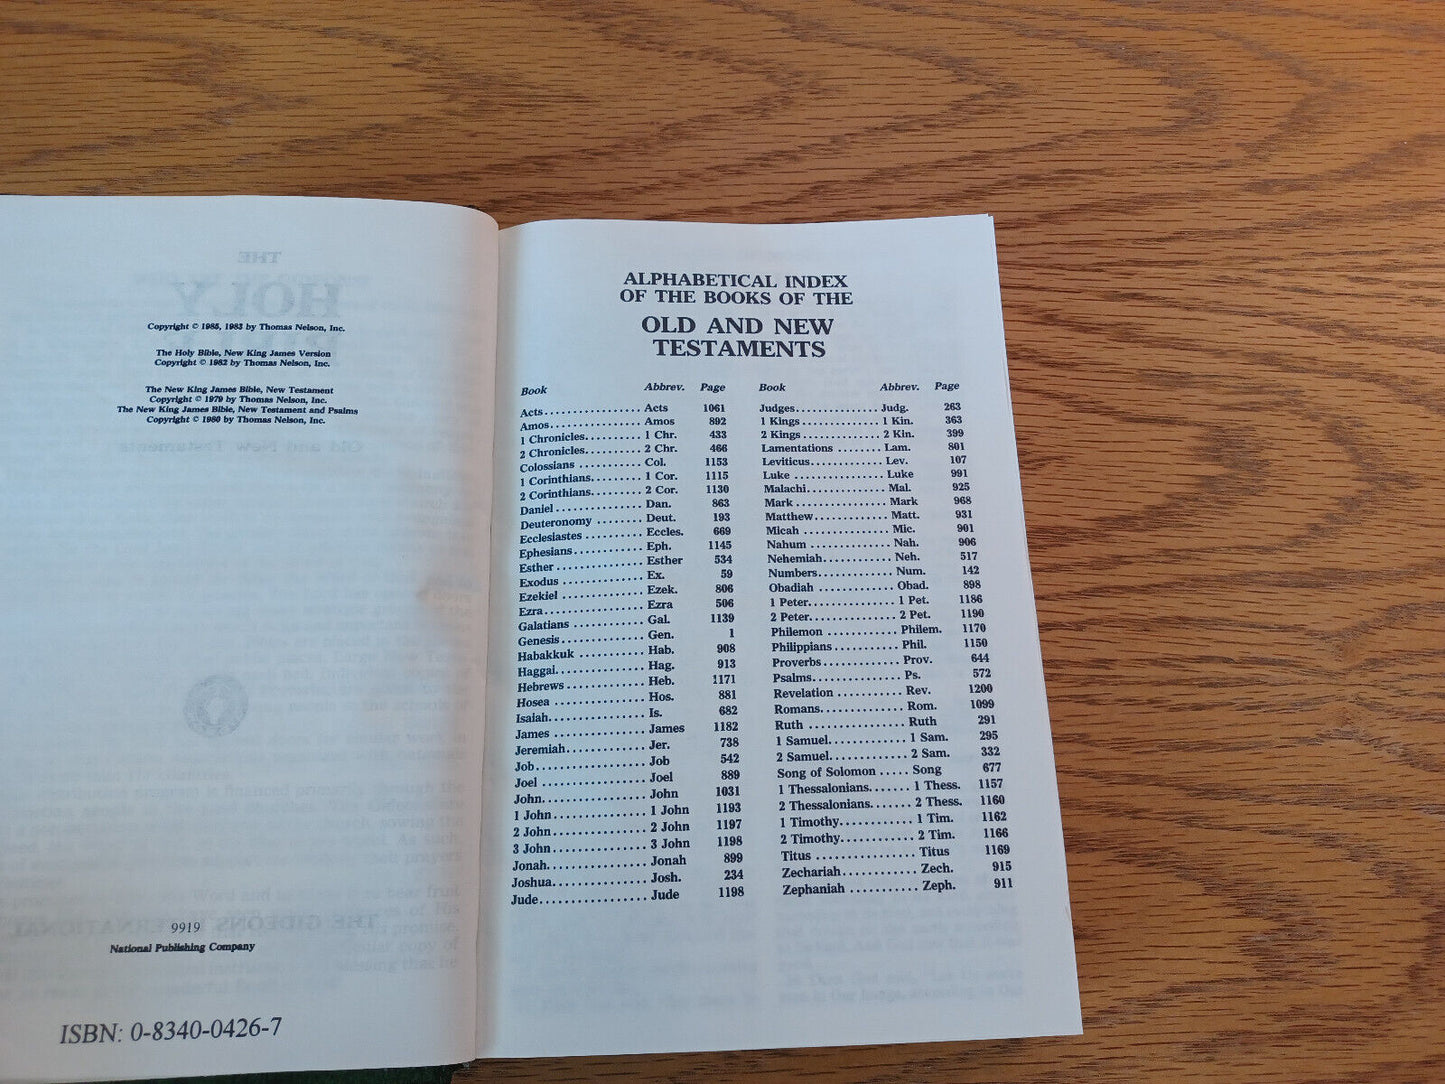 Copyright © 1985, 1983 by Thomas Nelson, Inc.
The Holy Bible, New King James Version
Copyright © 1982 by Thomas Nelson, Inc.
The New King James Bible, New Testament
Copyright © 1979 by Thomas Nelson, Inc.
The New King James Bible, New Testament and Psalms
Copyright © 1980 by Thomas Nelson, Inc.
9919
National Publishing Company
ISBN: 0-8340-0426-7
ALPHABETICAL INDEX
OF THE BOOKS OF THE
OLD AND NEW
TESTAMENTS
Book Abbrev. Page
Acts................. Acts 1061
Amos................ Amos 892
1 Chronicles.......... 1 Chr. 433
2 Chronicles.......... 2 Chr. 466
Colossians ........... Col. 1153
1 Corinthians......... 1 Cor. 1115
2 Corinthians......... 2 Cor. 1130
Daniel ............... Dan. 863
Deuteronomy ........ Deut. 193
Ecclesiastes .......... Eccles. 669
Ephesians............ Eph. 1145
Esther ............... Esther 534
Exodus .............. Ex. 59
Ezekiel .............. Ezek. 806
Ezra................. Ezra 506
Galatians ............ Gal. 1139
Genesis.............. Gen. 1
Habakkuk ........... Hab. 908
Haggai............... Hag. 913
Hebrews ............. Heb. 1171
Hosea ............... Hos. 881
Isaiah................ Is. 682
James ............... James 1182
Jeremiah............. Jer. 738
Job.................. Job 542
Joel ................. Joel 889
John................. John 1031
1 John............... 1 John 1193
2 John............... 2 John 1197
3 John............... 3 John 1198
Jonah................ Jonah 899
Joshua............... Josh. 234
Jude................. Jude 1198
Book Abbrev. Page
Judges............... Judg. 263
1 Kings.............. 1 Kin. 363
2 Kings.............. 2 Kin. 399
Lamentations ........ Lam. 801
Leviticus............. Lev. 107
Luke ................ Luke 991
Malachi.............. Mal. 925
Mark ................ Mark 968
Matthew............. Matt. 931
Micah ............... Mic. 901
Nahum .............. Nah. 906
Nehemiah............ Neh. 517
Numbers............. Num. 142
Obadiah ............. Obad. 898
1 Peter............... 1 Pet. 1186
2 Peter............... 2 Pet. 1190
Philemon ............ Philem. 1170
Philippians ........... Phil. 1150
Proverbs............. Prov. 644
Psalms............... Ps. 572
Revelation ........... Rev. 1200
Romans.............. Rom. 1099
Ruth ................ Ruth 291
1 Samuel............. 1 Sam. 295
2 Samuel............. 2 Sam. 332
Song of Solomon ..... Song 677
1 Thessalonians....... 1 Thess. 1157
2 Thessalonians....... 2 Thess. 1160
1 Timothy............ 1 Tim. 1162
2 Timothy............ 2 Tim. 1166
Titus ................ Titus 1169
Zechariah............ Zech. 915
Zephaniah ........... Zeph. 911